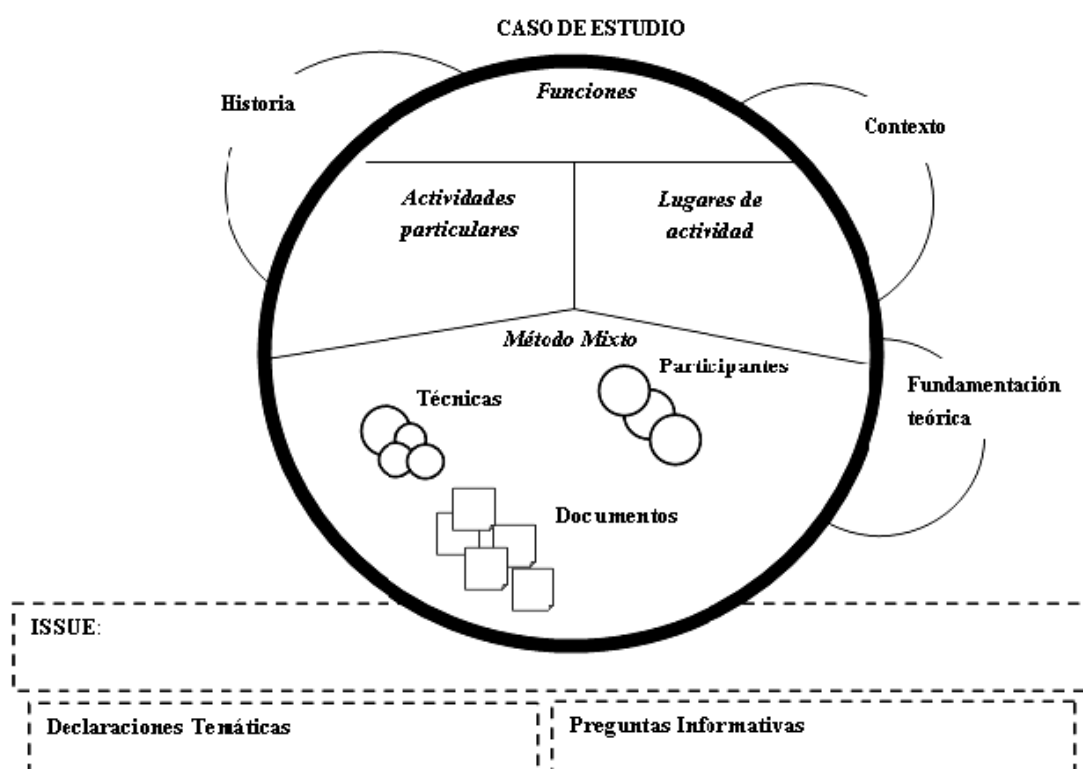 CASO DE ESTUDIO
Funciones
Historia
Contexto
Actividades
particulares
Lugares de
actividad
Método Mixto
Participantes
Técnicas
Fundamentación
teórica
Documentos
ISSUE:
Declaraciones Temáticas
Preguntas Informativas